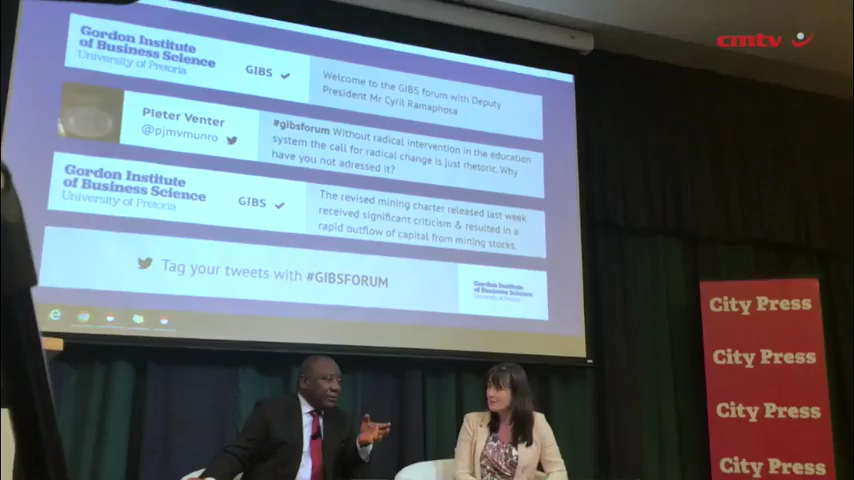 cmtv
Gordon Institute
of Business Science
University of Pretoria
GIBS
Welcome to the GIBS forum with Deputy
President Mr Cyril Ramaphosa
Pieter Venter
@pjmvmunro
#gibsforum Without radical intervention in the education
system the call for radical change is just rhetoric. Why
have you not adressed it?
Gordon Institute
of Business Science
University of Pretoria
GIBS
The revised mining charter released last week
received significant criticism & resulted in a
rapid outflow of capital from mining stocks.
Tag your tweets with #GIBSFORUM
Gordon Institute
of Business Science
University of Pretoria
City Press
City Press
City Press
City Press